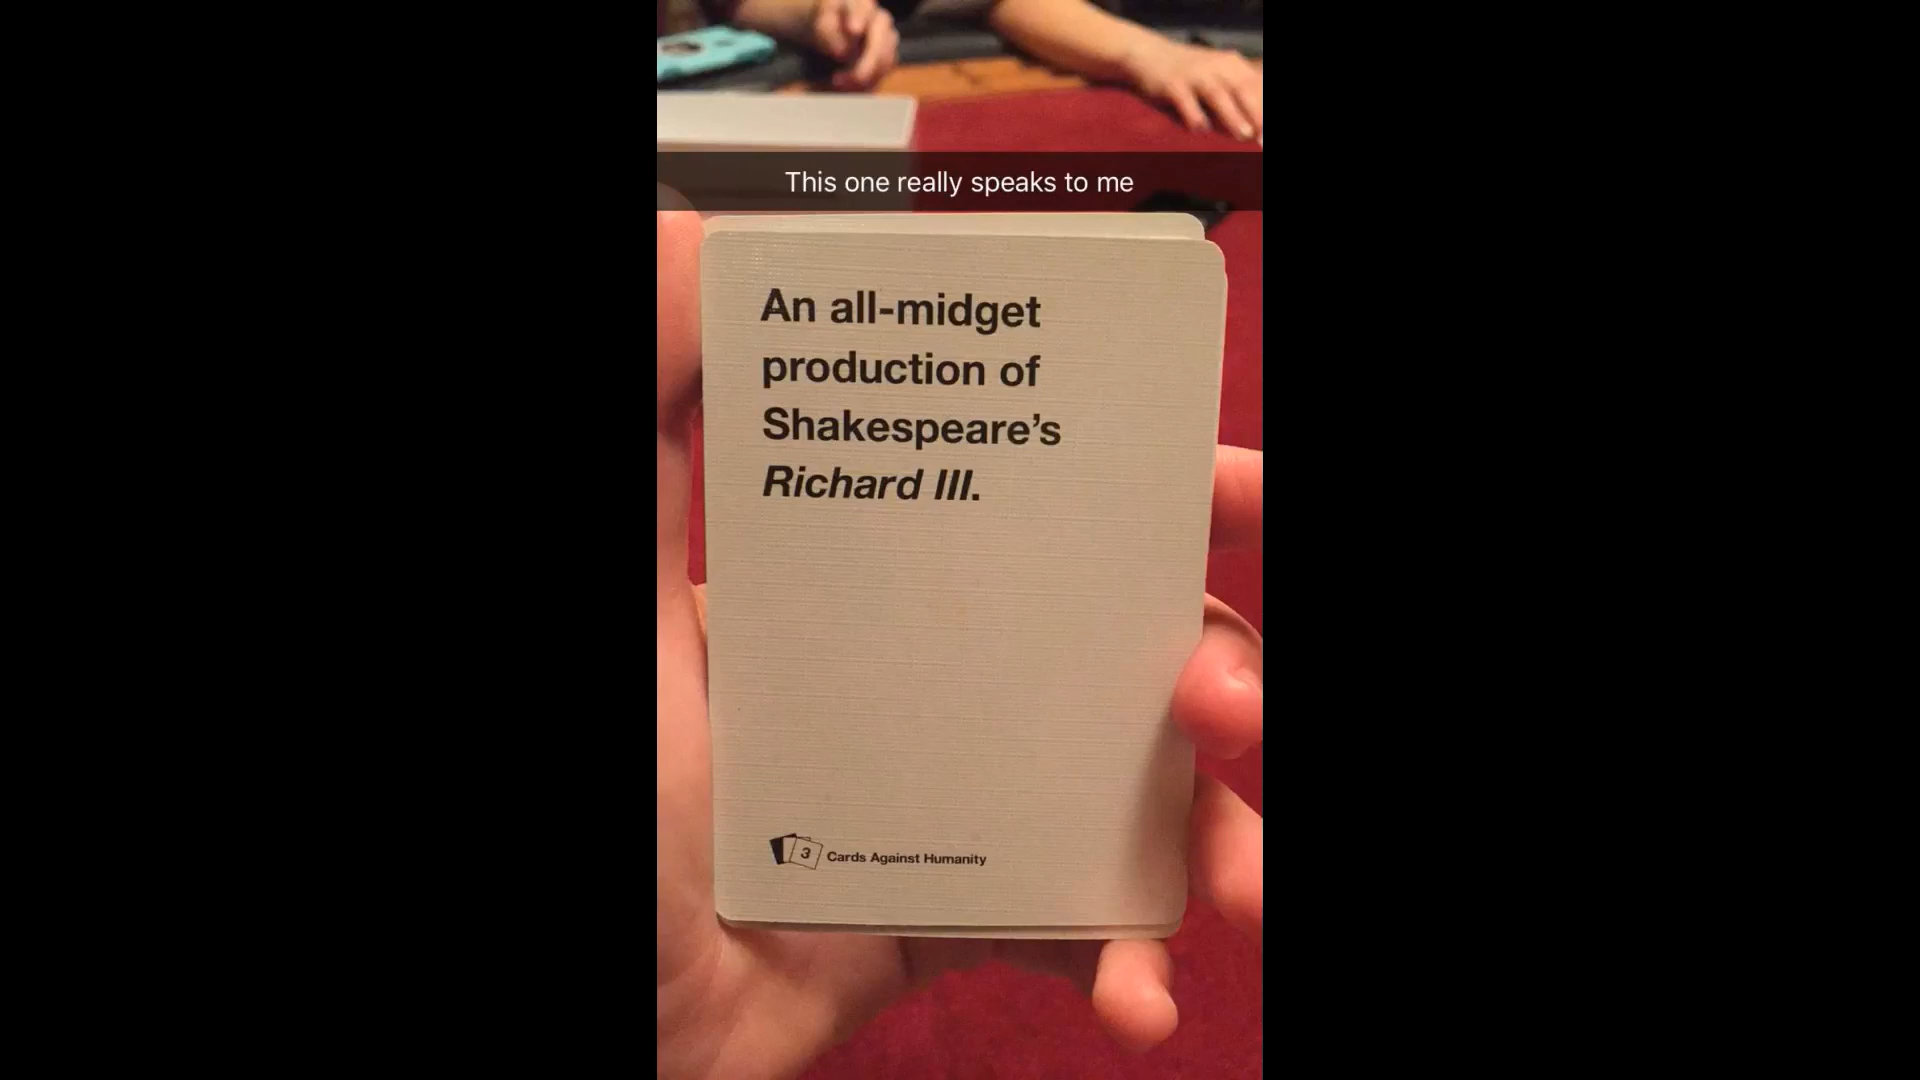 This one really speaks to me
An all-midget
production of
Shakespeare's
Richard III.
3 Cards Against Humanity